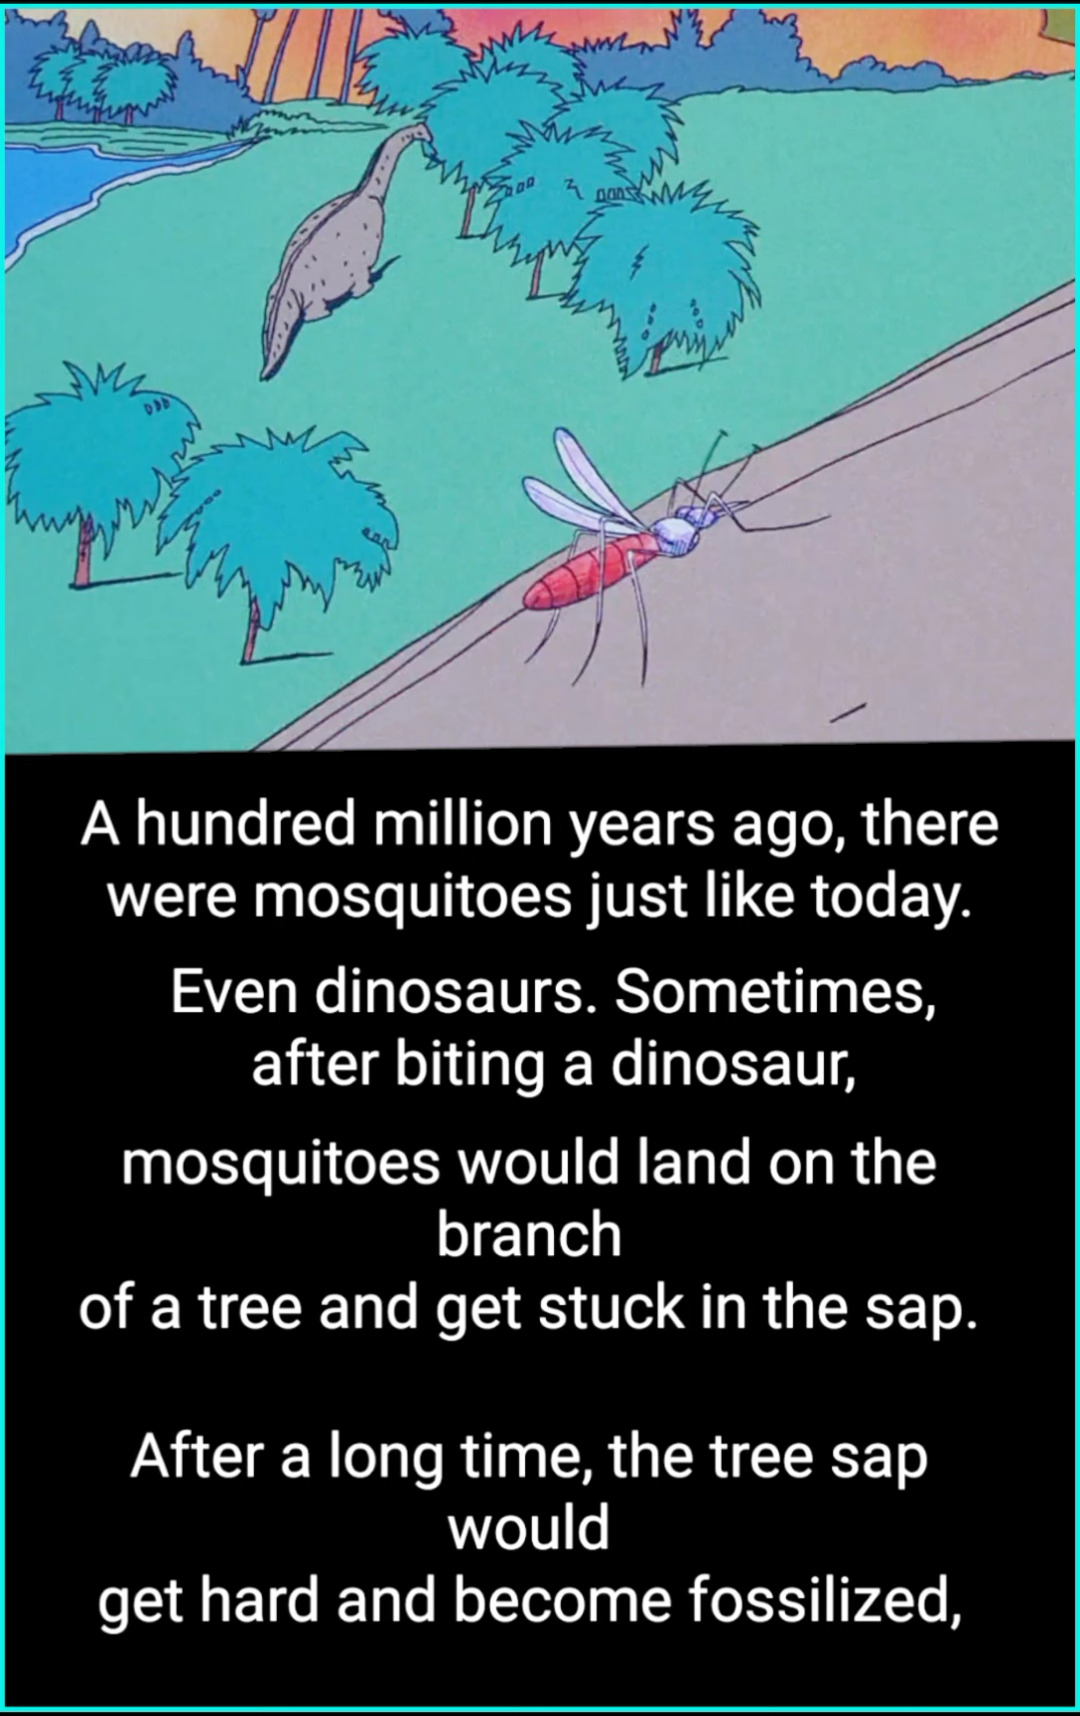 A hundred million years ago, there
were mosquitoes just like today.
Even dinosaurs. Sometimes,
after biting a dinosaur,
mosquitoes would land on the
branch
of a tree and get stuck in the sap.
After a long time, the tree sap
would
get hard and become fossilized,